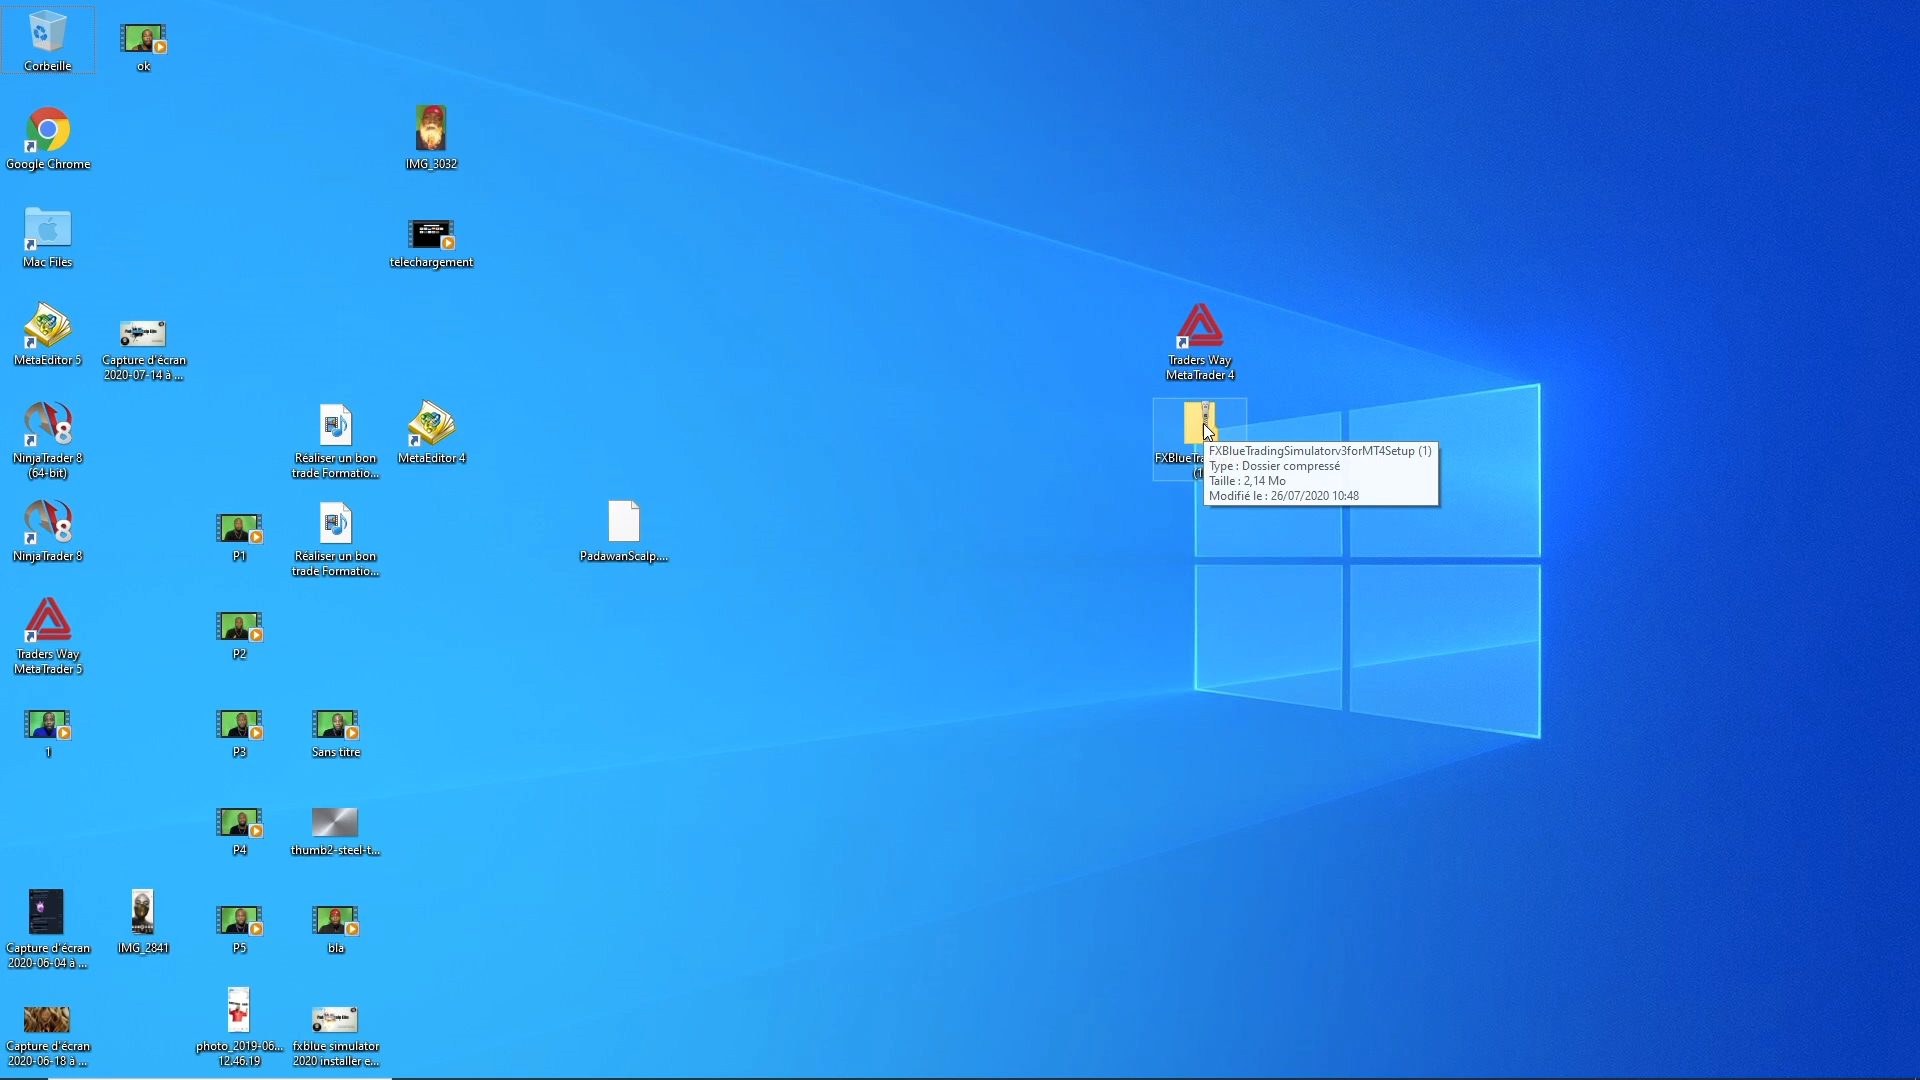 Corbeille
ok
Google Chrome
IMG_3032
Mac Files
telechargement
MetaEditor 5
Capture d'écran
2020-07-14 à ...
Traders Way
MetaTrader 4
NinjaTrader 8
(64-bit)
Réaliser un bon
trade Formatio...
MetaEditor 4
FXBlueTra
(1
FXBlueTradingSimulatorv3forMT4Setup (1)
Type : Dossier compressé
Taille : 2,14 Mo
Modifié le : 26/07/2020 10:48
NinjaTrader 8
P1
Réaliser un bon
trade Formatio...
PadawanScalp....
Traders Way
MetaTrader 5
P2
1
P3
Sans titre
P4
thumb2-steel-t...
Capture d'écran
2020-06-04 à ...
IMG_2841
P5
bla
Capture d'écran
2020-06-18 à ...
photo_2019-06...
12.46.19
fxblue simulator
2020 installer e...